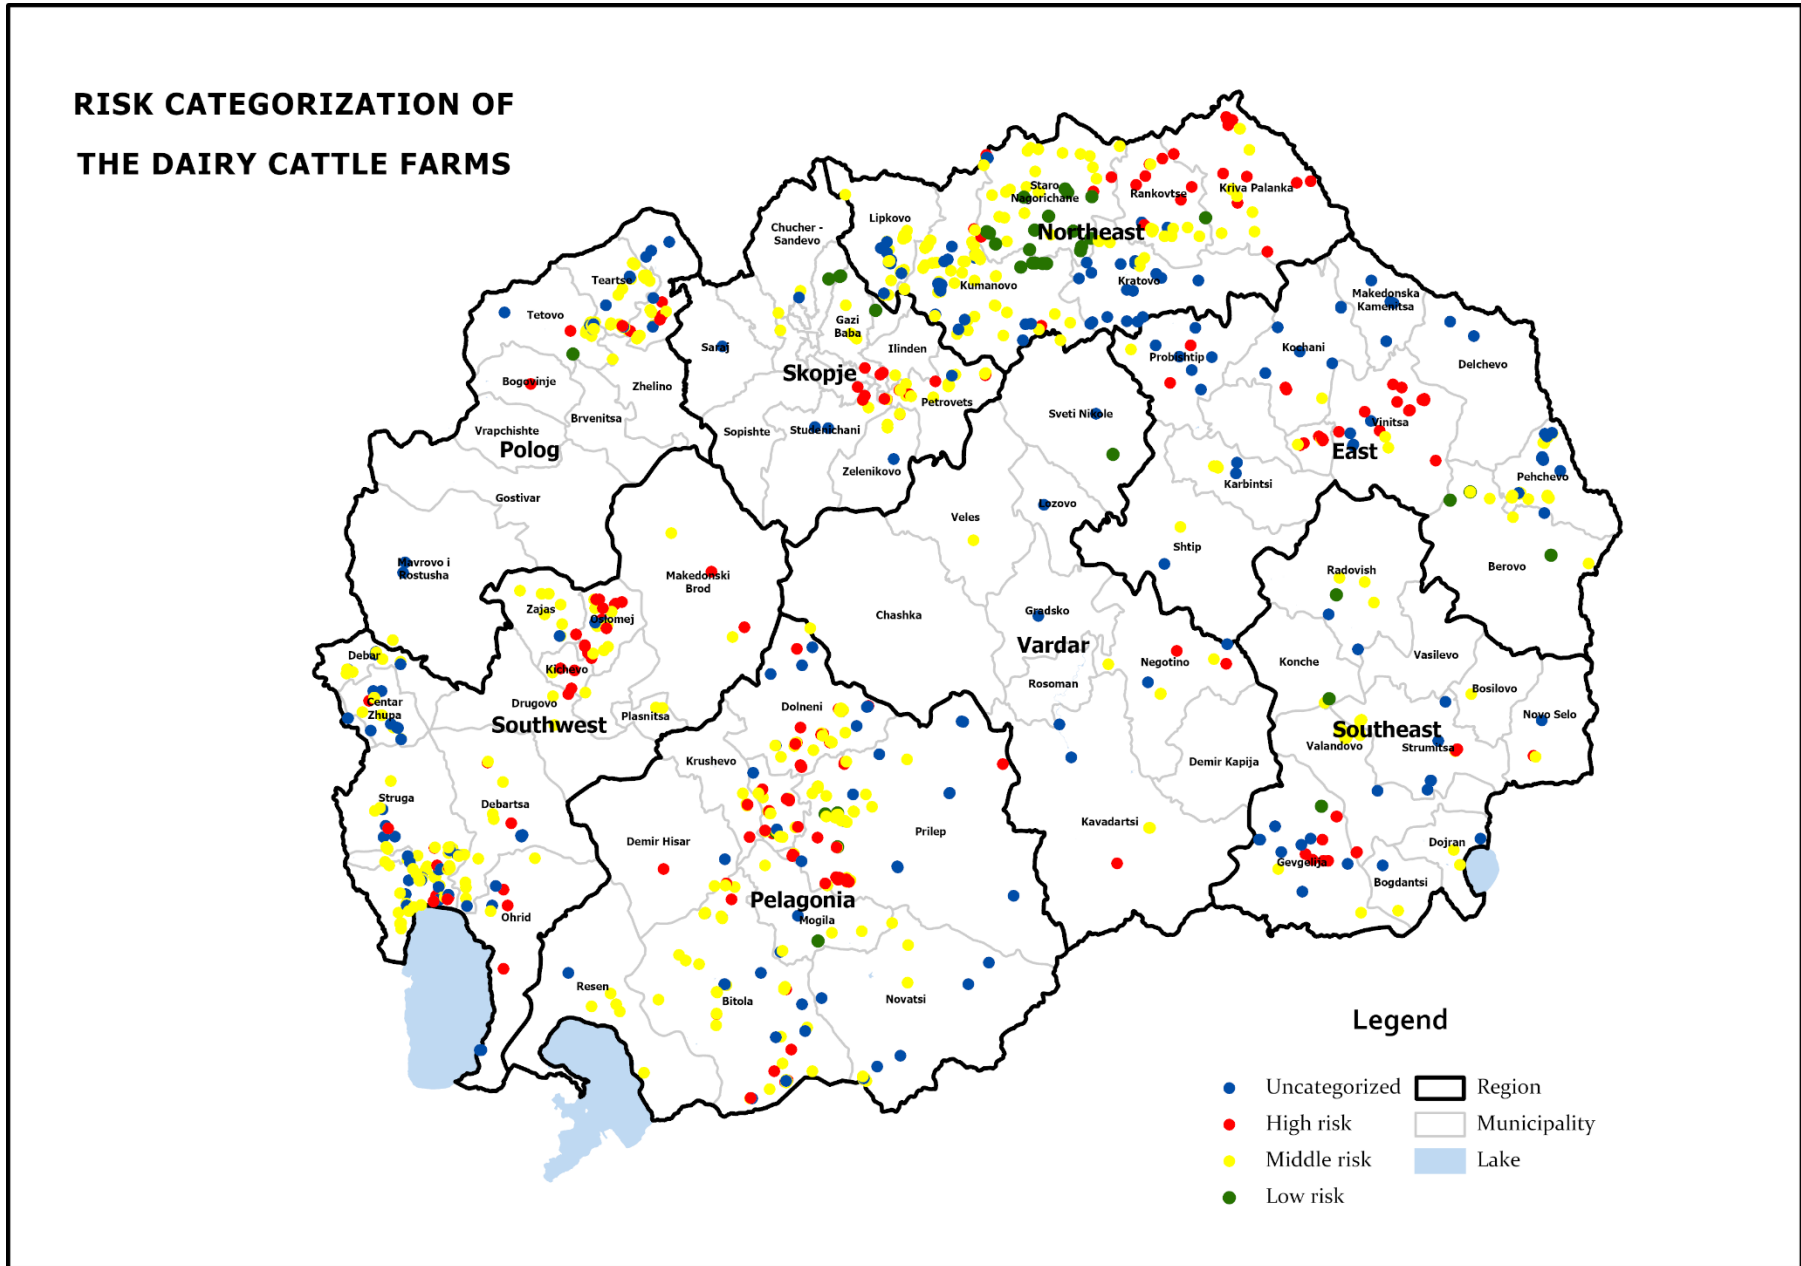 RISK CATEGORIZATION OF
THE DAIRY CATTLE FARMS
Kriva Palanka
Rankovtse
Staro
Nagorichane
Lipkovo
Northeast
Kumanovo
Kratovo
Chucher -
Sandevo
Teartse
Tetovo
Gazi
Baba
Ilinden
Saraj
Skopje
Petrovets
Studenichani
Sopishte
Zelenikovo
Bogovinje
Zhelino
Brvenitsa
Vrapchishte
Polog
Gostivar
Mavrovo i
Rostusha
Makedonska
Kamenitsa
Probishtip
Kochani
Delchevo
Sveti Nikole
Vinitsa
East
Karbintsi
Pehchevo
Lozovo
Veles
Shtip
Berovo
Radovish
Makedonski
Brod
Zajas
Oslomej
Kichevo
Drugovo
Plasnitsa
Southwest
Debar
Centar
Zhupa
Struga
Debartsa
Ohrid
Chashka
Gradsko
Vardar
Rosoman
Negotino
Konche
Vasilevo
Bosilovo
Novo Selo
Southeast
Valandovo
Strumitsa
Demir Kapija
Kavadartsi
Dojran
Gevgelija
Bogdantsi
Dolneni
Krushevo
Demir Hisar
Prilep
Pelagonia
Mogila
Resen
Bitola
Novatsi
Legend
Uncategorized
Region
High risk
Municipality
Middle risk
Lake
Low risk